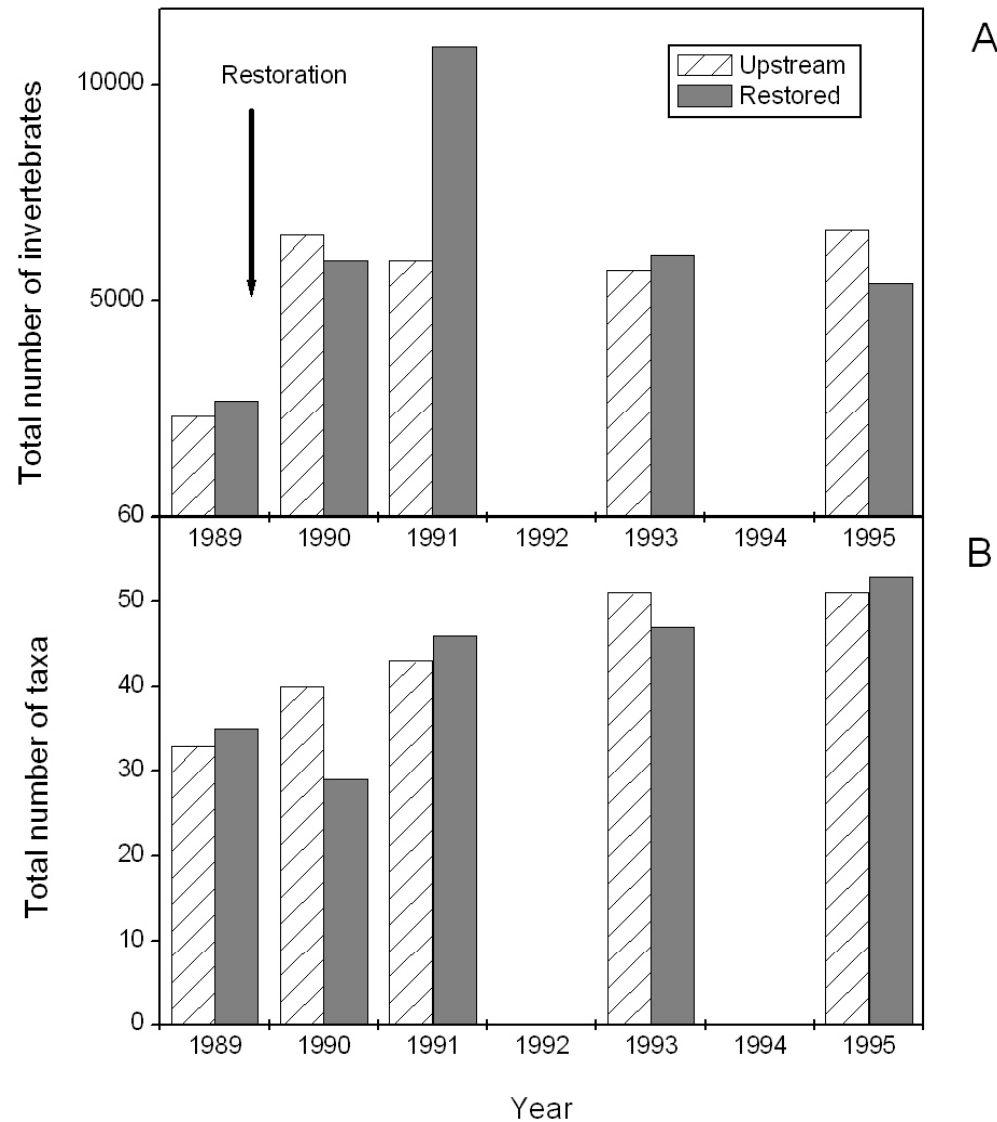 A
Restoration
Upstream
Restored
Total number of invertebrates
10000
5000
60
1989 1990 1991 1992 1993 1994 1995
B
Total number of taxa
50
40
30
20
10
0
1989 1990 1991 1992 1993 1994 1995
Year